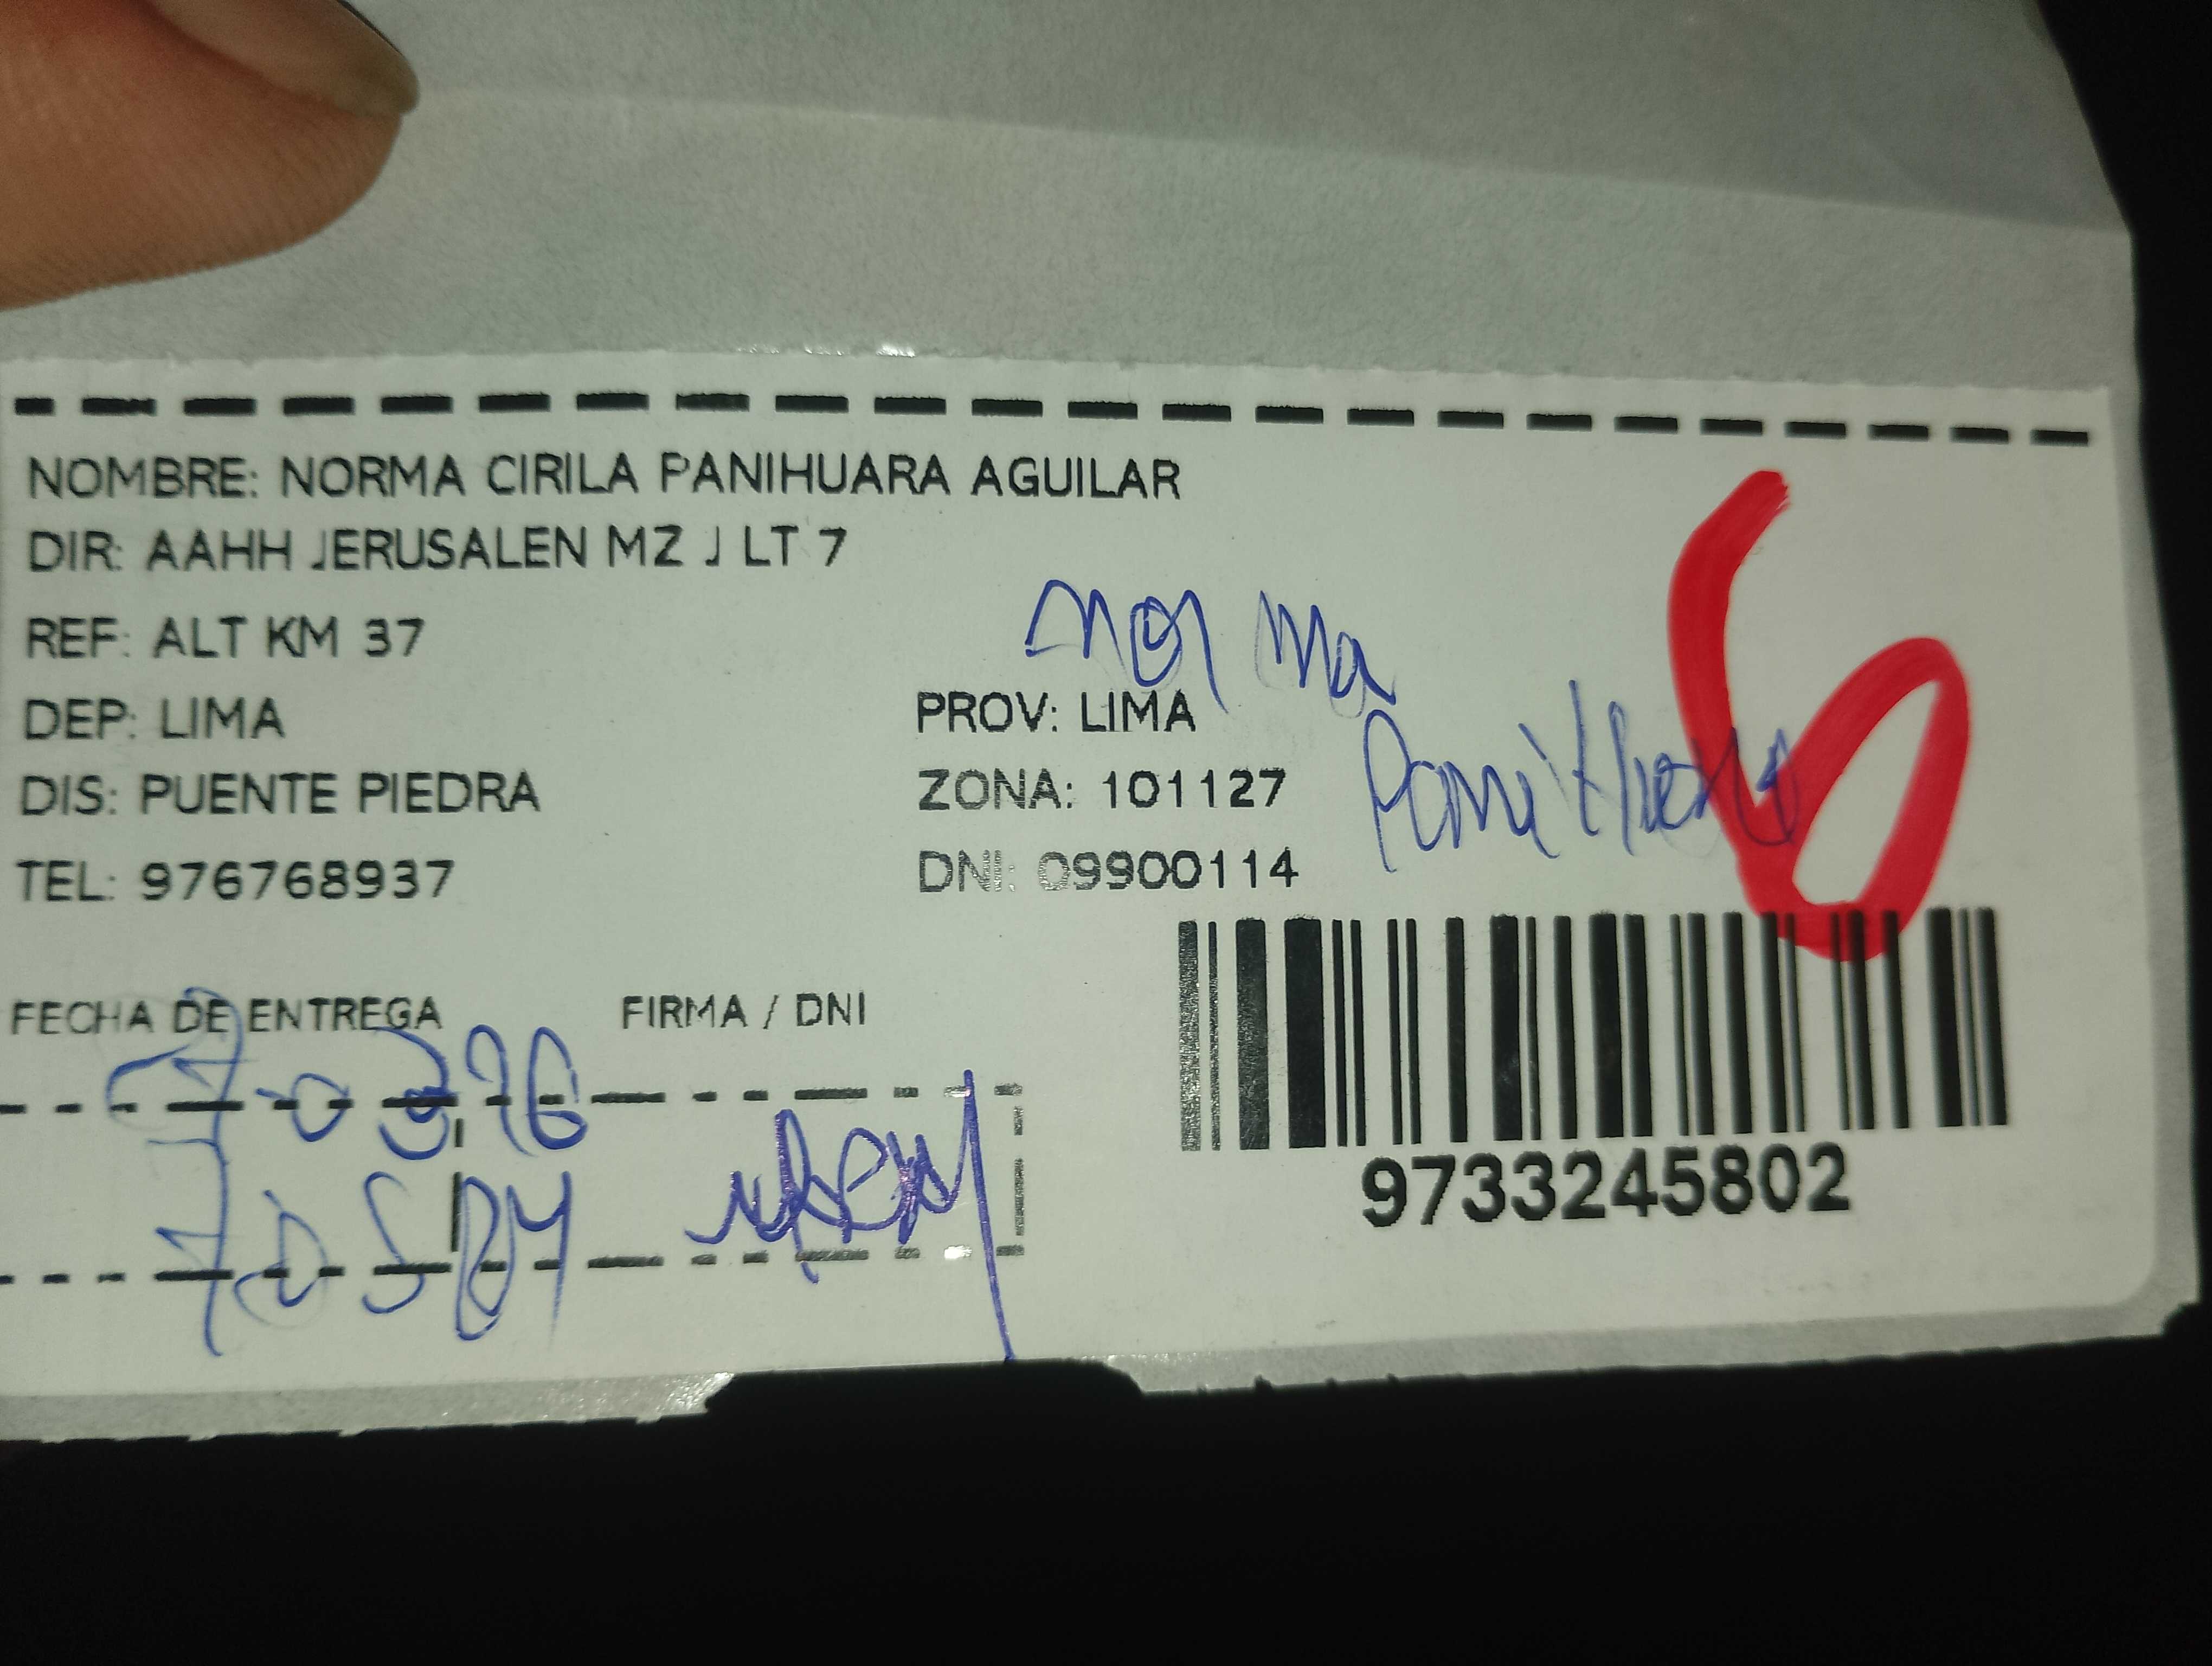 NOMBRE: NORMA CIRILA PANIHUARA AGUILAR
DIR: AAHH JERUSALEN MZ J LT 7
REF: ALT KM 37
Norma
DEP: LIMA PROV: LIMA
DIS: PUENTE PIEDRA ZONA: 101127
TEL: 976768937 DNI: 09900114
6
FECHA DE ENTREGA FIRMA / DNI
9733245802